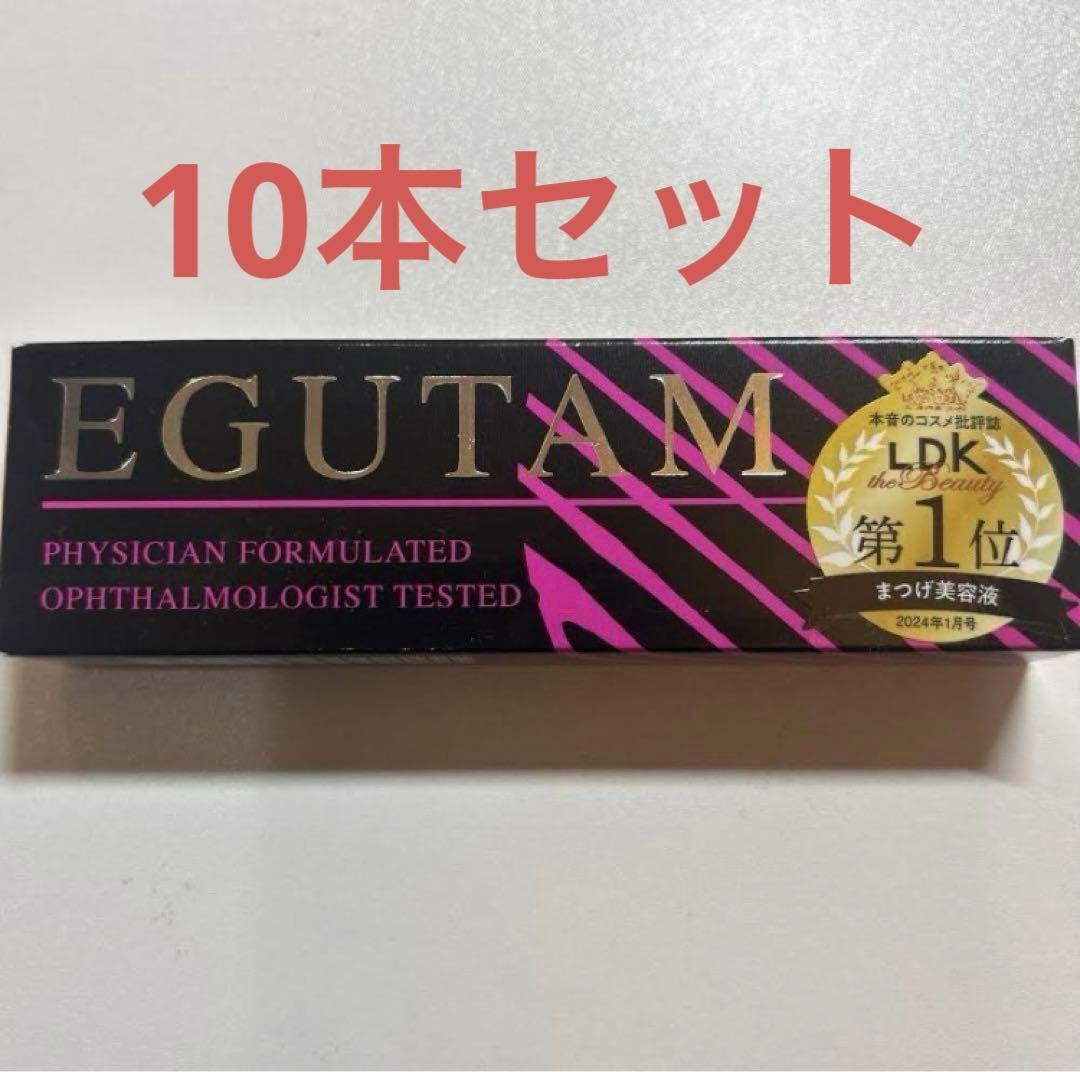 10本セット
EGUTAM
PHYSICIAN FORMULATED
OPHTHALMOLOGIST TESTED
本音のコスメ批評誌
LDK
the Beauty
第1位
まつげ美容液
2024年1月号